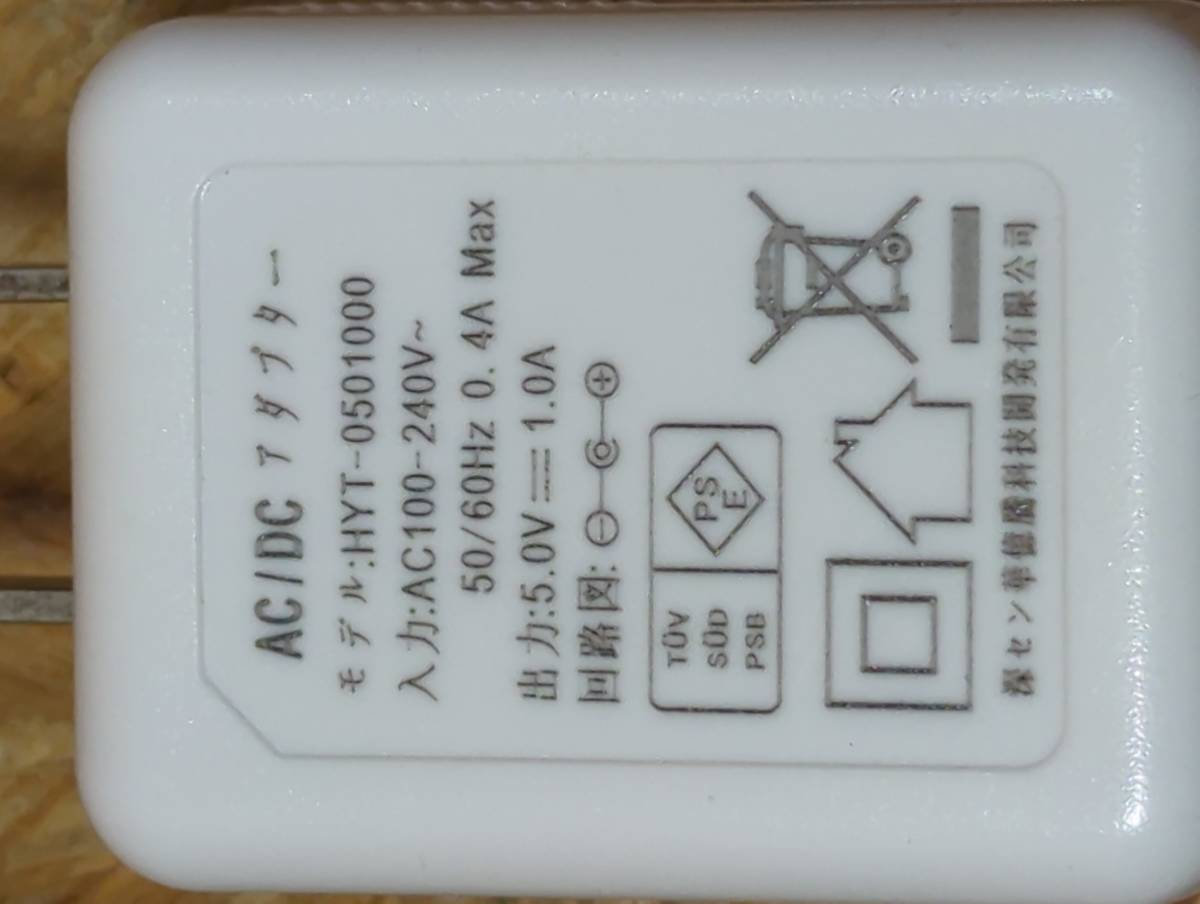 AC/DC アダプター
モデル:HYT-0501000
入力:AC100-240V~
50/60Hz 0.4A Max
出力:5.0V⎓1.0A
回路図:
TÜV
SÜD
PSB
PS
E
深セン華億勝科技開発有限公司